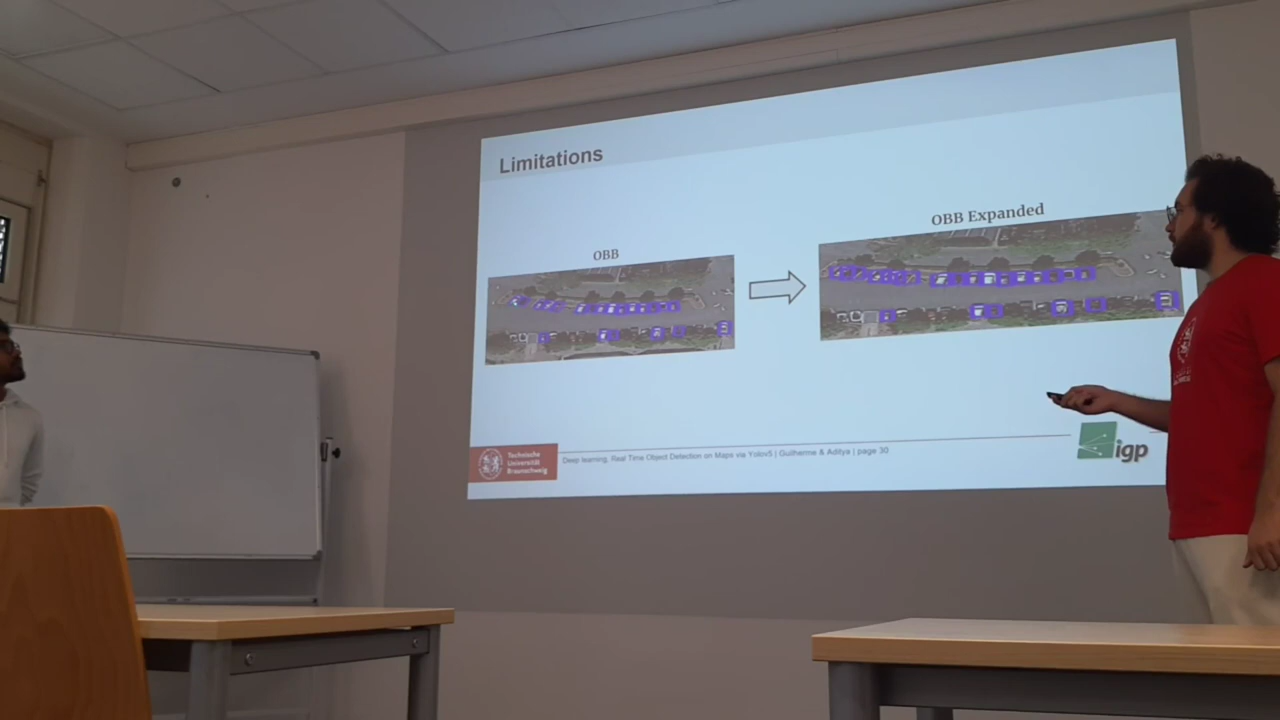 Limitations
OBB
OBB Expanded
Technische
Universität
Braunschweig
Deep learning, Real Time Object Detection on Maps via Yolov5 | Guilherme & Aditya | page 30
igp